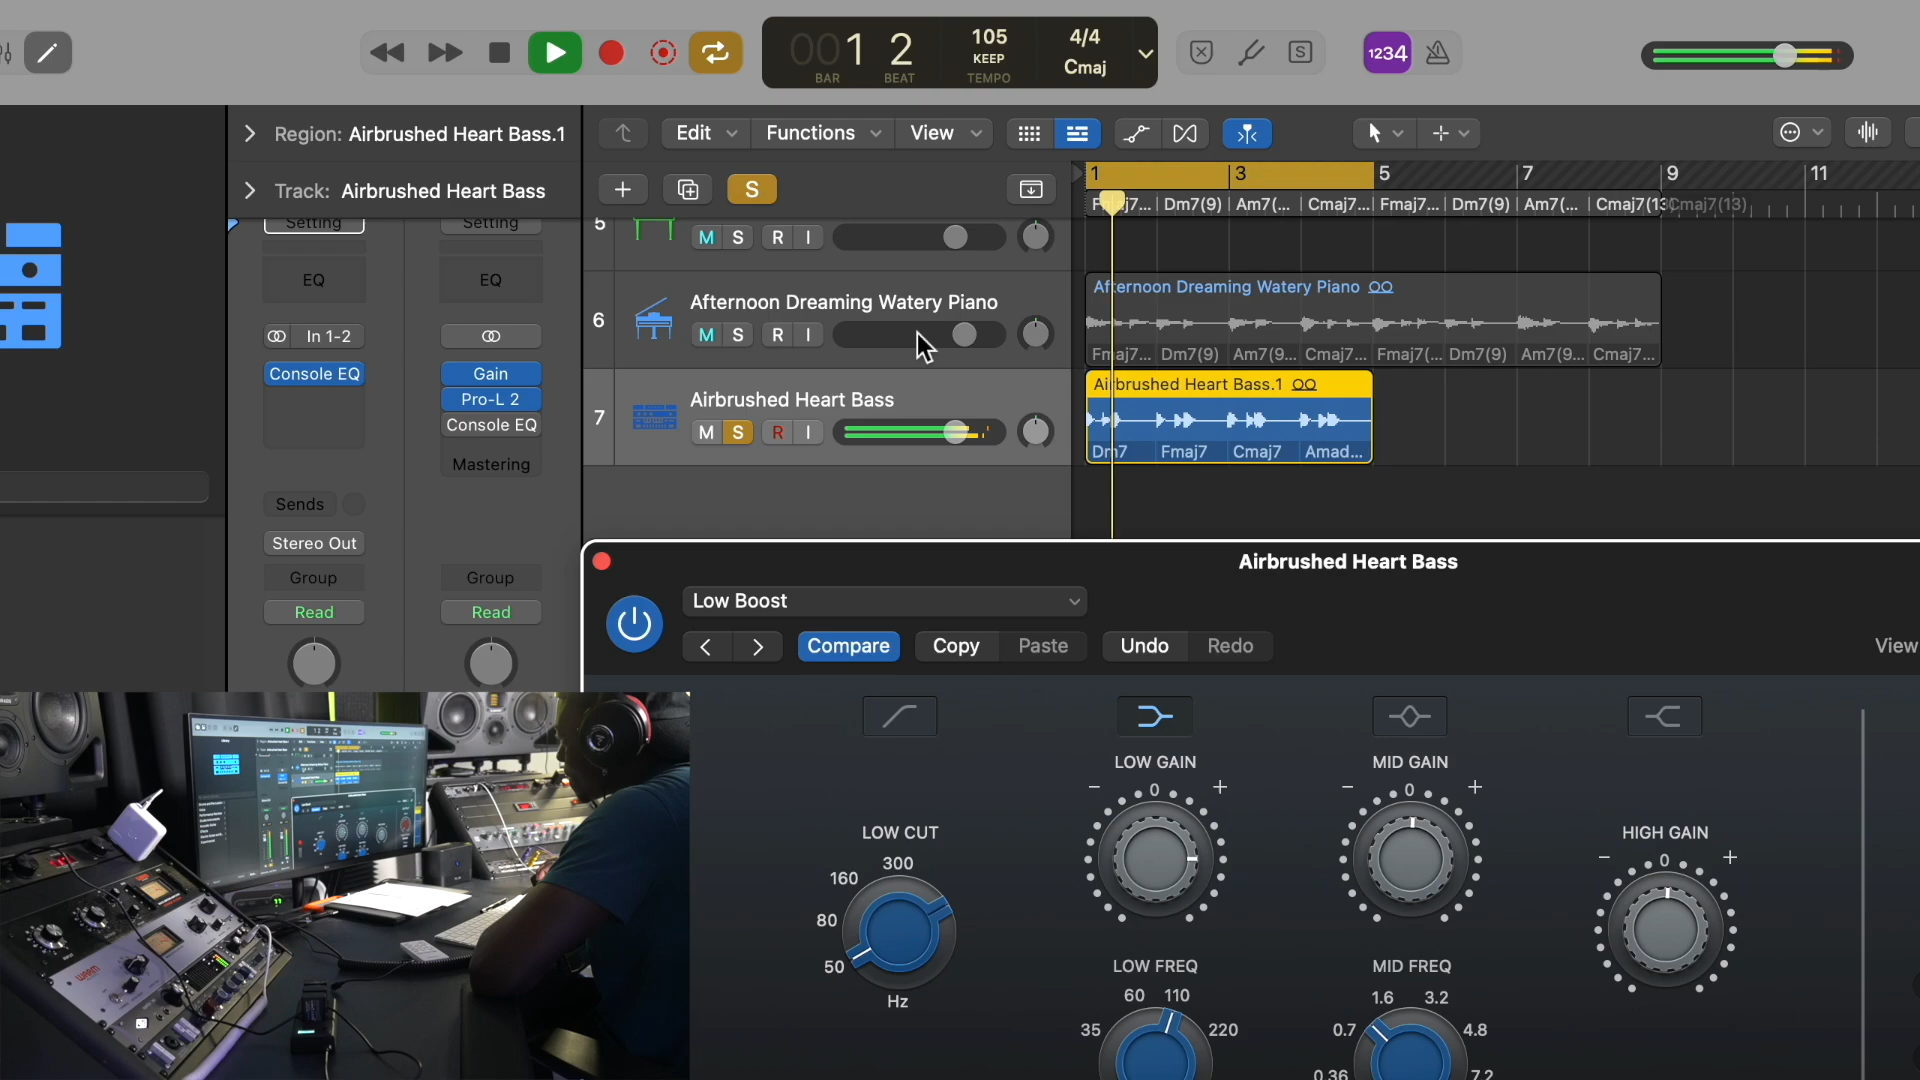 001 2
BAR BEAT
105
KEEP
TEMPO
4/4
Cmaj
S
1234
Region: Airbrushed Heart Bass.1
Edit
Functions
View
Track: Airbrushed Heart Bass
S
1 3 5 7 9 11
Dm7(9) Am7(... Cmaj7... Fmaj7... Dm7(9) Am7(... Cmaj7(13)
Setting
Setting
EQ
EQ
In 1-2
Console EQ
Gain
Pro-L 2
Console EQ
Mastering
Sends
Stereo Out
Group
Group
Read
Read
5
M S R I
6
Afternoon Dreaming Watery Piano
M S R I
Afternoon Dreaming Watery Piano
Fmaj7... Dm7(9) Am7(9... Cmaj7... Fmaj7(... Dm7(9) Am7(9... Cmaj7...
7
Airbrushed Heart Bass
M S R I
Airbrushed Heart Bass.1
Dm7 Fmaj7 Cmaj7 Amad...
Airbrushed Heart Bass
Low Boost
Compare
Copy
Paste
Undo
Redo
View
LOW CUT
300
160
80
50
Hz
LOW GAIN
- 0 +
LOW FREQ
60 110
35 220
MID GAIN
- 0 +
MID FREQ
1.6 3.2
0.7 4.8
0.36 7.2
HIGH GAIN
- 0 +
WARM